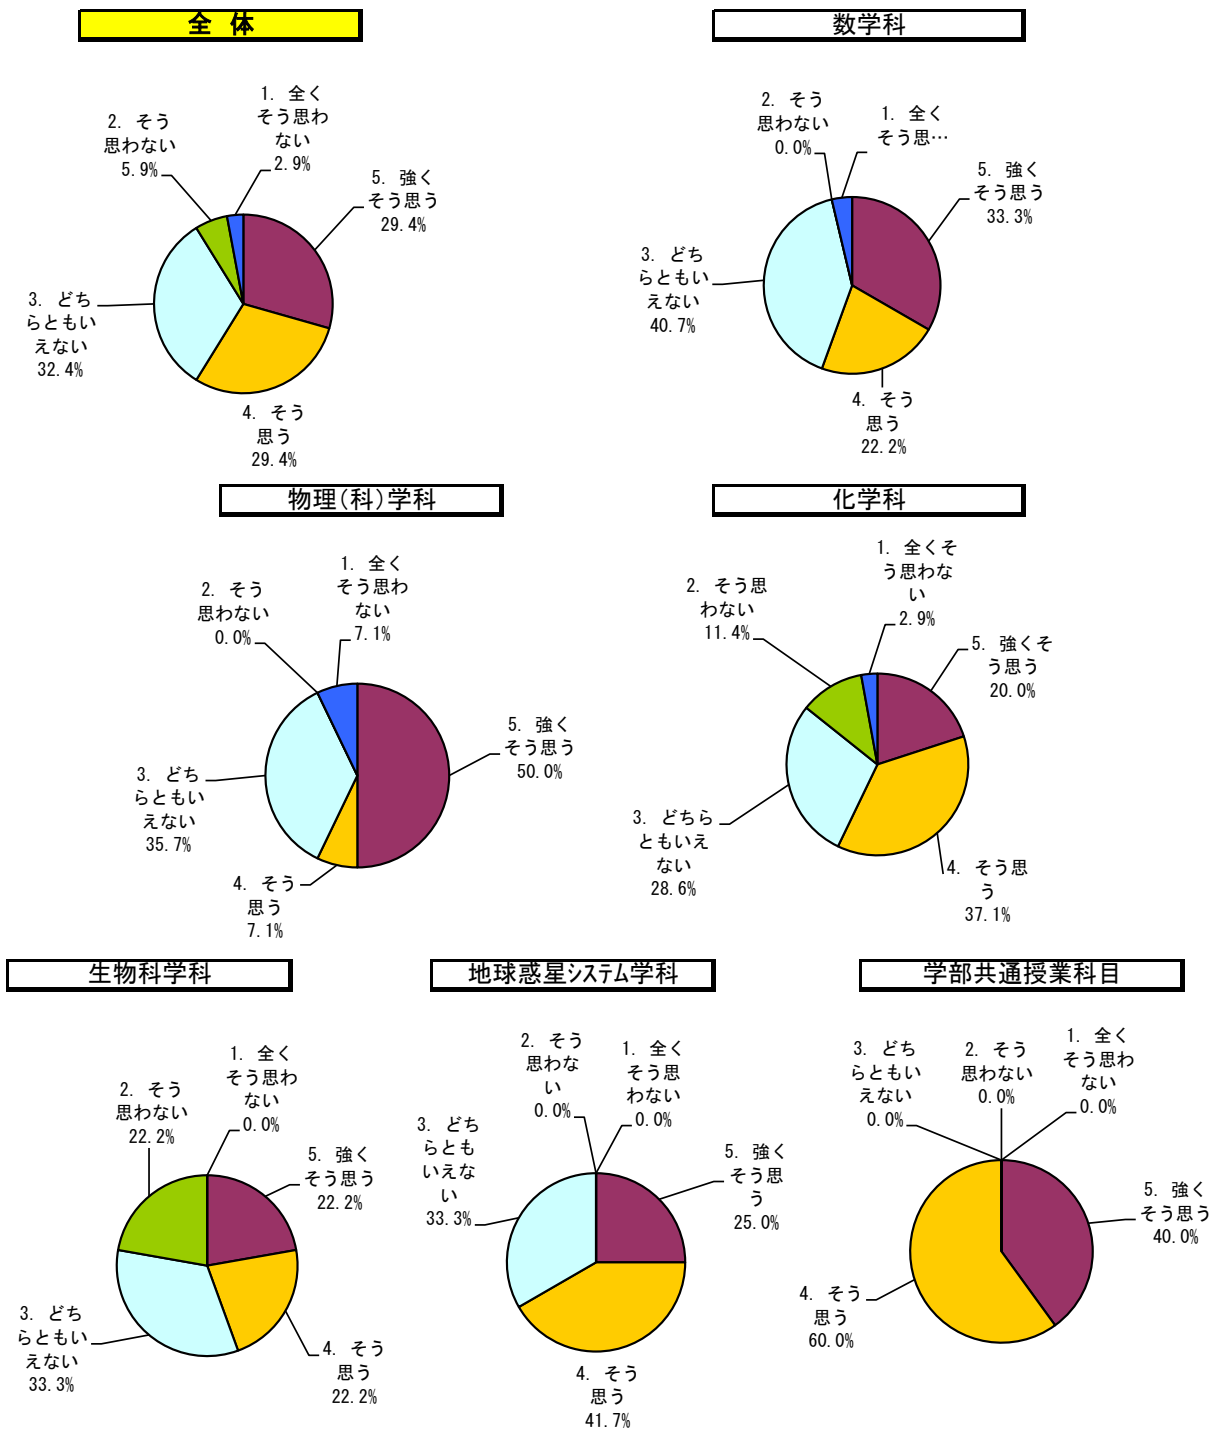 全 体
1. 全く
そう思わ
ない
2.9%
2. そう
思わない
5.9%
5. 強く
そう思う
29.4%
3. どち
らともい
えない
32.4%
4. そう
思う
29.4%
数学科
2. そう
思わない
0.0%
1. 全く
そう思…
5. 強く
そう思う
33.3%
3. どち
らともい
えない
40.7%
4. そう
思う
22.2%
物理(科)学科
1. 全く
そう思わ
ない
7.1%
2. そう
思わない
0.0%
5. 強く
そう思う
50.0%
3. どち
らともい
えない
35.7%
4. そう
思う
7.1%
化学科
1. 全くそ
う思わな
い
2.9%
2. そう思
わない
11.4%
5. 強くそ
う思う
20.0%
3. どちら
ともいえ
ない
28.6%
4. そう思
う
37.1%
生物科学科
1. 全く
そう思わ
ない
0.0%
2. そう
思わない
22.2%
5. 強く
そう思う
22.2%
3. どち
らともい
えない
33.3%
4. そう
思う
22.2%
地球惑星システム学科
2. そう
思わな
い
0.0%
1. 全く
そう思
わない
0.0%
3. どち
らとも
いえな
い
33.3%
5. 強く
そう思
う
25.0%
4. そう
思う
41.7%
学部共通授業科目
3. どち
らともい
えない
0.0%
2. そう
思わない
0.0%
1. 全く
そう思わ
ない
0.0%
5. 強く
そう思う
40.0%
4. そう
思う
60.0%